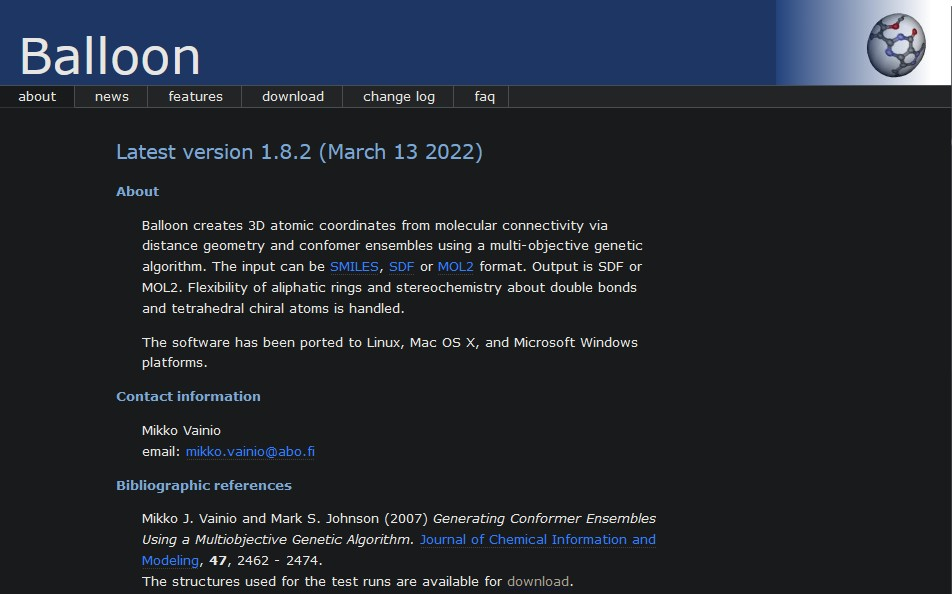 Balloon
about news features download change log faq
Latest version 1.8.2 (March 13 2022)
About
Balloon creates 3D atomic coordinates from molecular connectivity via
distance geometry and confomer ensembles using a multi-objective genetic
algorithm. The input can be SMILES, SDF or MOL2 format. Output is SDF or
MOL2. Flexibility of aliphatic rings and stereochemistry about double bonds
and tetrahedral chiral atoms is handled.
The software has been ported to Linux, Mac OS X, and Microsoft Windows
platforms.
Contact information
Mikko Vainio
email: mikko.vainio@abo.fi
Bibliographic references
Mikko J. Vainio and Mark S. Johnson (2007) Generating Conformer Ensembles
Using a Multiobjective Genetic Algorithm. Journal of Chemical Information and
Modeling, 47, 2462 - 2474.
The structures used for the test runs are available for download.